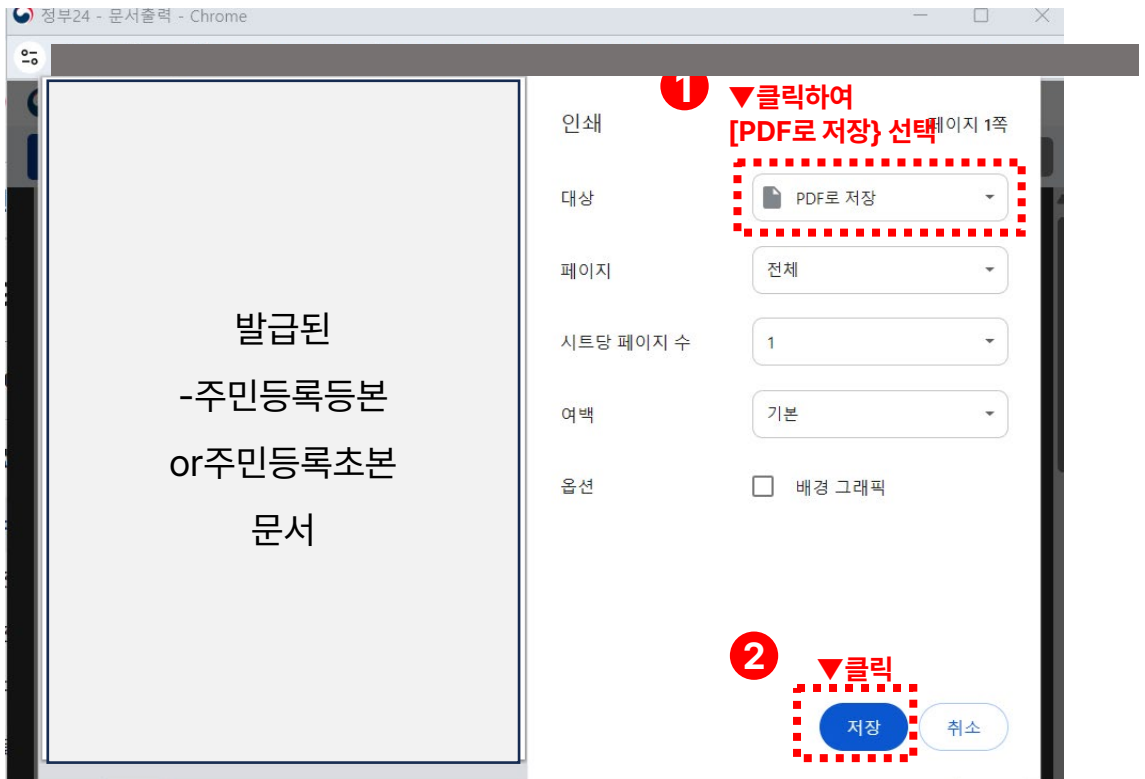 정부24 - 문서출력 - Chrome
1
▼클릭하여
[PDF로 저장} 선택
인쇄
페이지 1쪽
대상
PDF로 저장
페이지
전체
시트당 페이지 수
1
여백
기본
옵션
배경 그래픽
발급된
-주민등록등본
or주민등록초본
문서
2
▼클릭
저장
취소